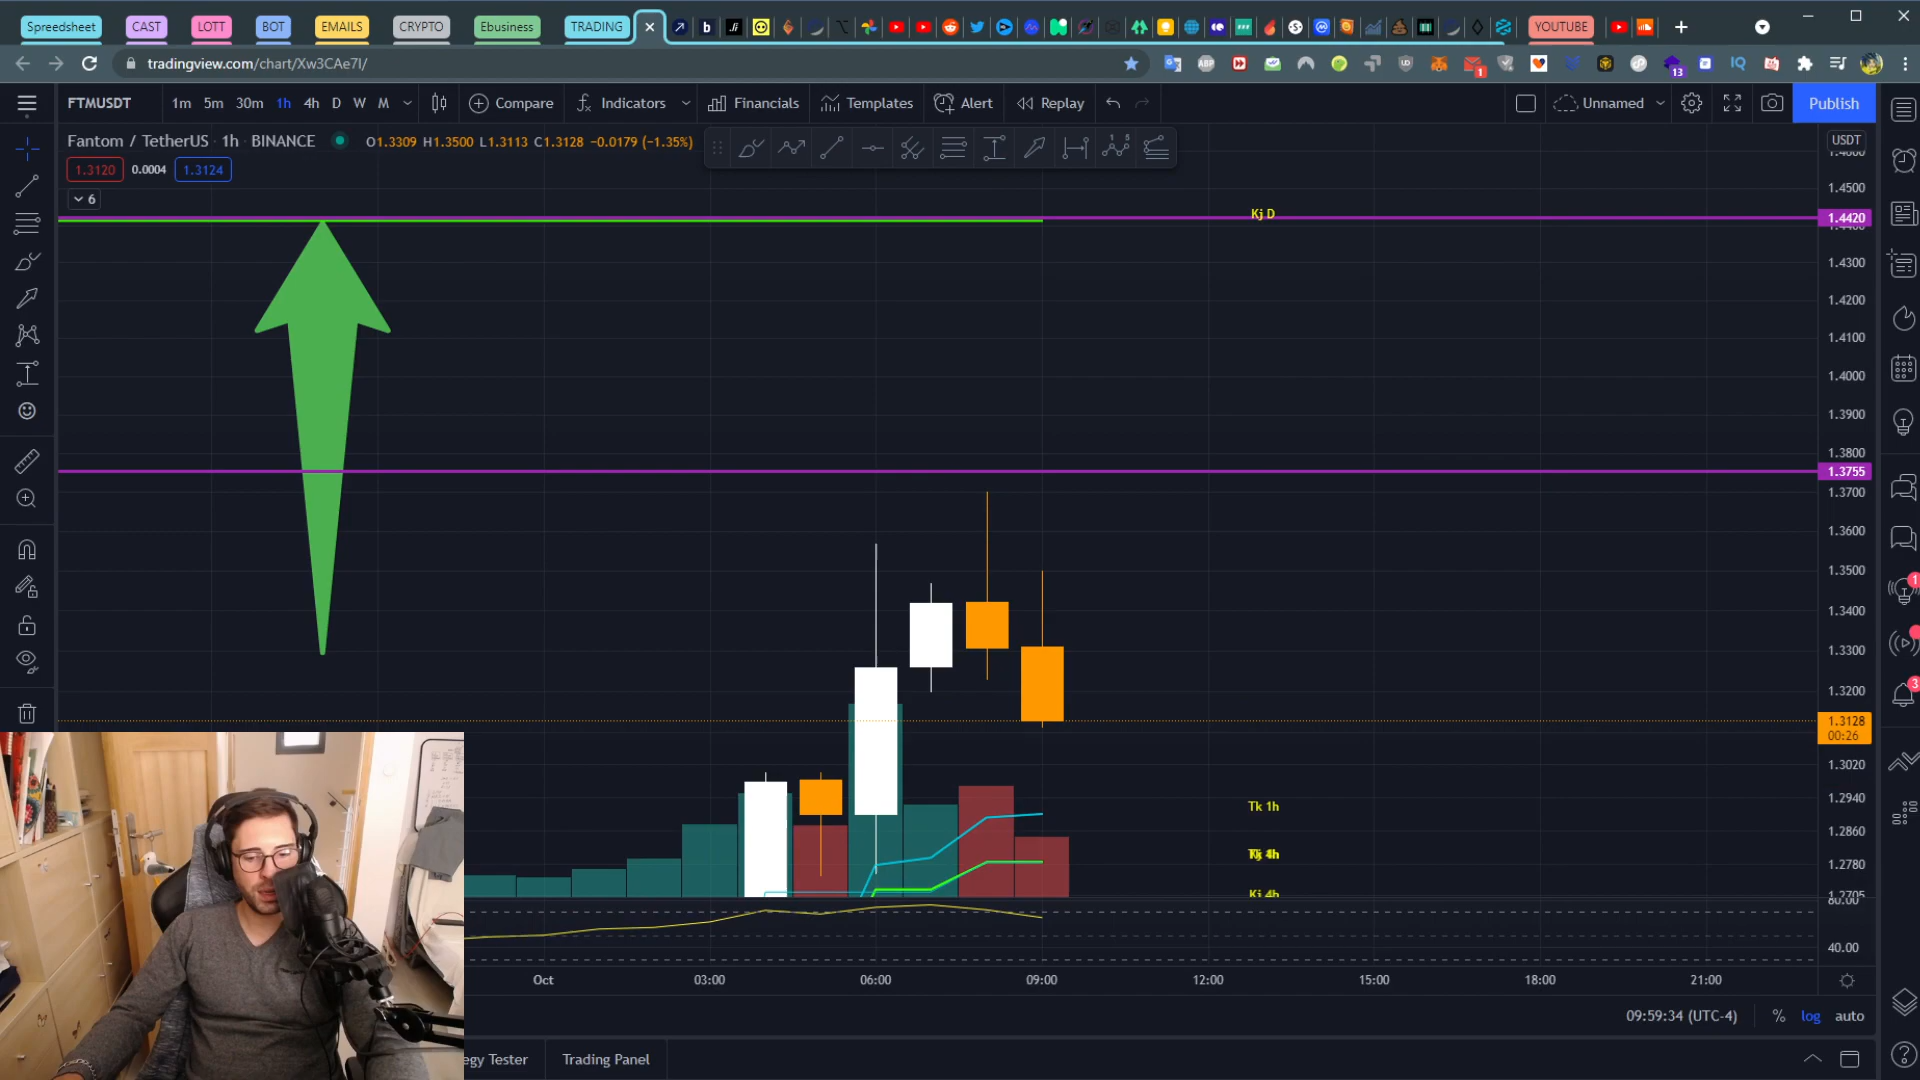 Spreedsheet CAST LOTT BOT EMAILS CRYPTO Ebusiness TRADING YOUTUBE
tradingview.com/chart/Xw3CAe7I/
FTMUSDT 1m 5m 30m 1h 4h D W M Compare Indicators Financials Templates Alert Replay Unnamed Publish
Fantom / TetherUS · 1h · BINANCE O1.3309 H1.3500 L1.3113 C1.3128 -0.0179 (-1.35%)
USDT
1.3120 0.0004 1.3124
6
1.4500
Kj D
1.4420
1.4300
1.4200
1.4100
1.4000
1.3900
1.3800
1.3755
1.3700
1.3600
1.3500
1.3400
1.3300
1.3200
1.3128
00:26
1.3020
1.2940
Tk 1h
1.2860
1.2780
Kj 4h
1.2705
80.00
40.00
Oct 03:00 06:00 09:00 12:00 15:00 18:00 21:00
09:59:34 (UTC-4) % log auto
egy Tester Trading Panel